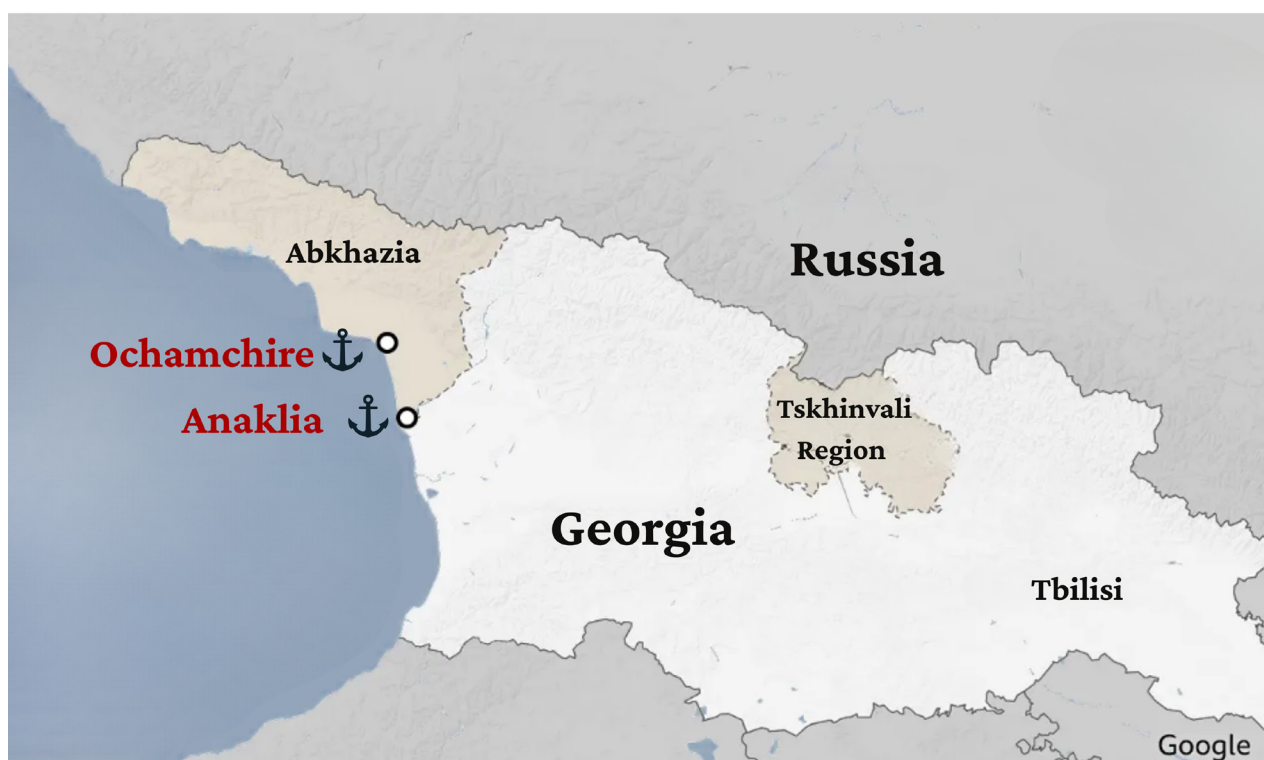 Abkhazia
Russia
Ochamchire
Anaklia
Tskhinvali
Region
Georgia
Tbilisi
Google